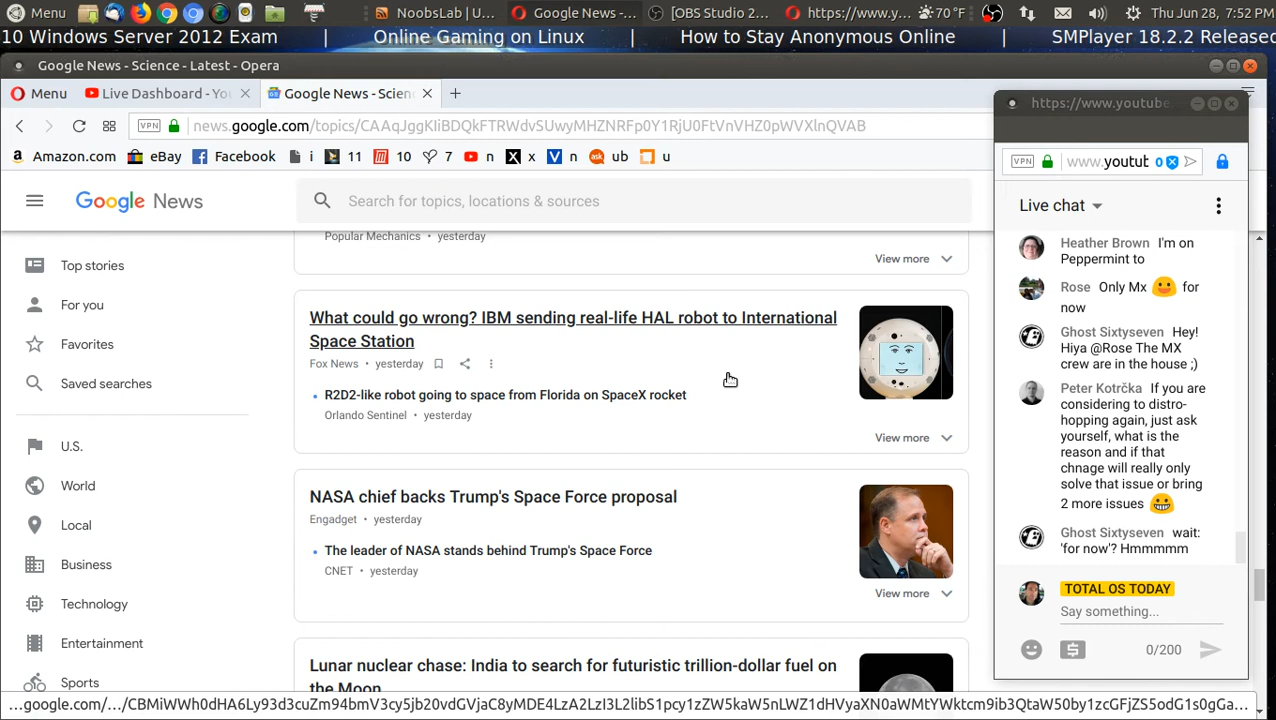 Menu
NoobsLab | U...
Google News -...
[OBS Studio 2...
https://www.y...
70 °F
Thu Jun 28, 7:52 PM
10 Windows Server 2012 Exam | Online Gaming on Linux | How to Stay Anonymous Online | SMPlayer 18.2.2 Released
Google News - Science - Latest - Opera
Menu
Live Dashboard - You
Google News - Scien
VPN
news.google.com/topics/CAAqJggKIiBDQkFTRWdvSUwyMHZNRFp0Y1RjU0FtVnVHZ0pWVXlnQVAB
Amazon.com
eBay
Facebook
i
11
10
7
n
x
n
ub
u
Google News
Search for topics, locations & sources
Top stories
For you
Favorites
Saved searches
U.S.
World
Local
Business
Technology
Entertainment
Sports
Popular Mechanics • yesterday
View more
What could go wrong? IBM sending real-life HAL robot to International
Space Station
Fox News • yesterday
R2D2-like robot going to space from Florida on SpaceX rocket
Orlando Sentinel • yesterday
View more
NASA chief backs Trump's Space Force proposal
Engadget • yesterday
The leader of NASA stands behind Trump's Space Force
CNET • yesterday
View more
Lunar nuclear chase: India to search for futuristic trillion-dollar fuel on
the Moon
https://www.youtube
VPN
www.youtub
0
Live chat
Heather Brown I'm on
Peppermint to
Rose Only Mx 😀 for
now
Ghost Sixtyseven Hey!
Hiya @Rose The MX
crew are in the house ;)
Peter Kotrčka If you are
considering to distro-
hopping again, just ask
yourself, what is the
reason and if that
chnage will really only
solve that issue or bring
2 more issues 😁
Ghost Sixtyseven wait:
'for now'? Hmmmmm
TOTAL OS TODAY
Say something...
0/200